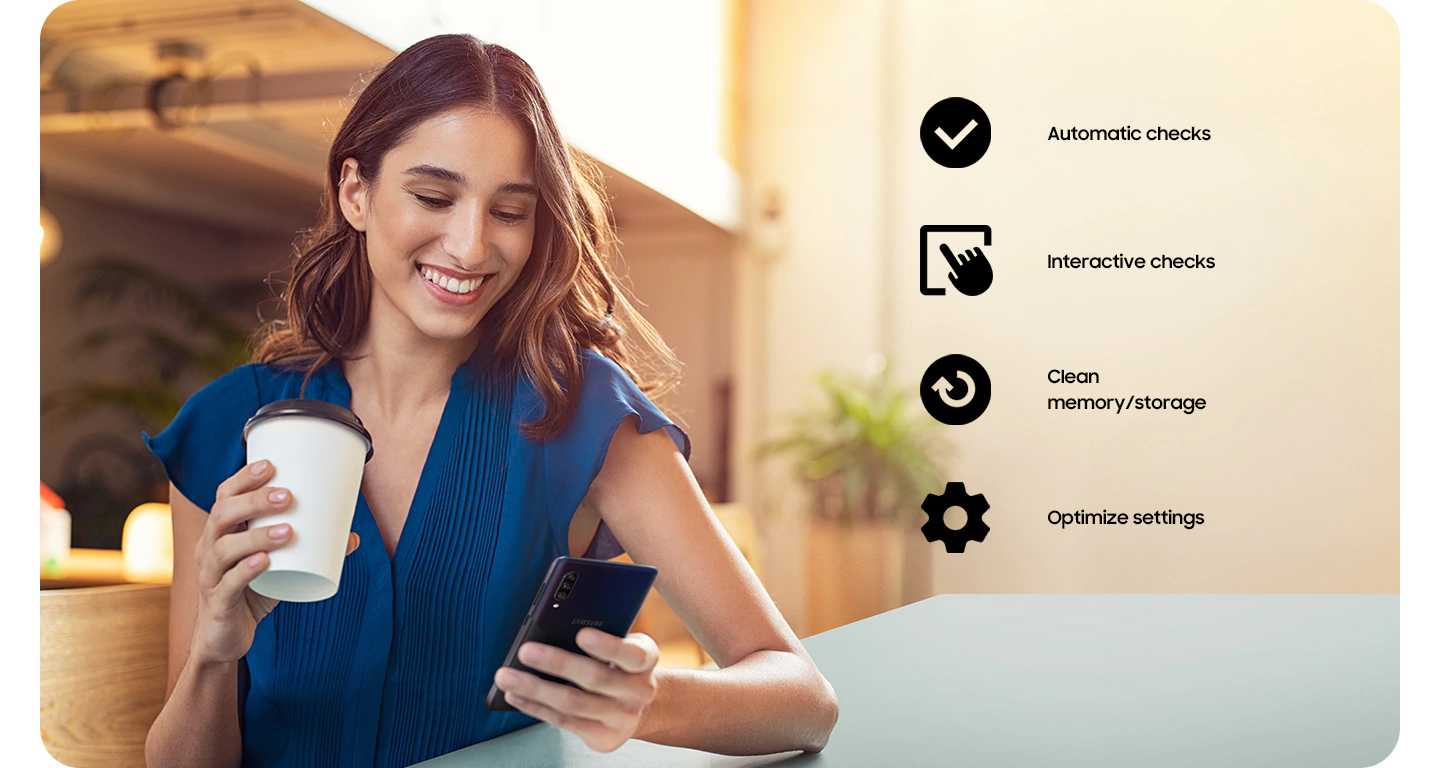 Automatic checks
Interactive checks
Clean
memory/storage
Optimize settings
SAMSUNG